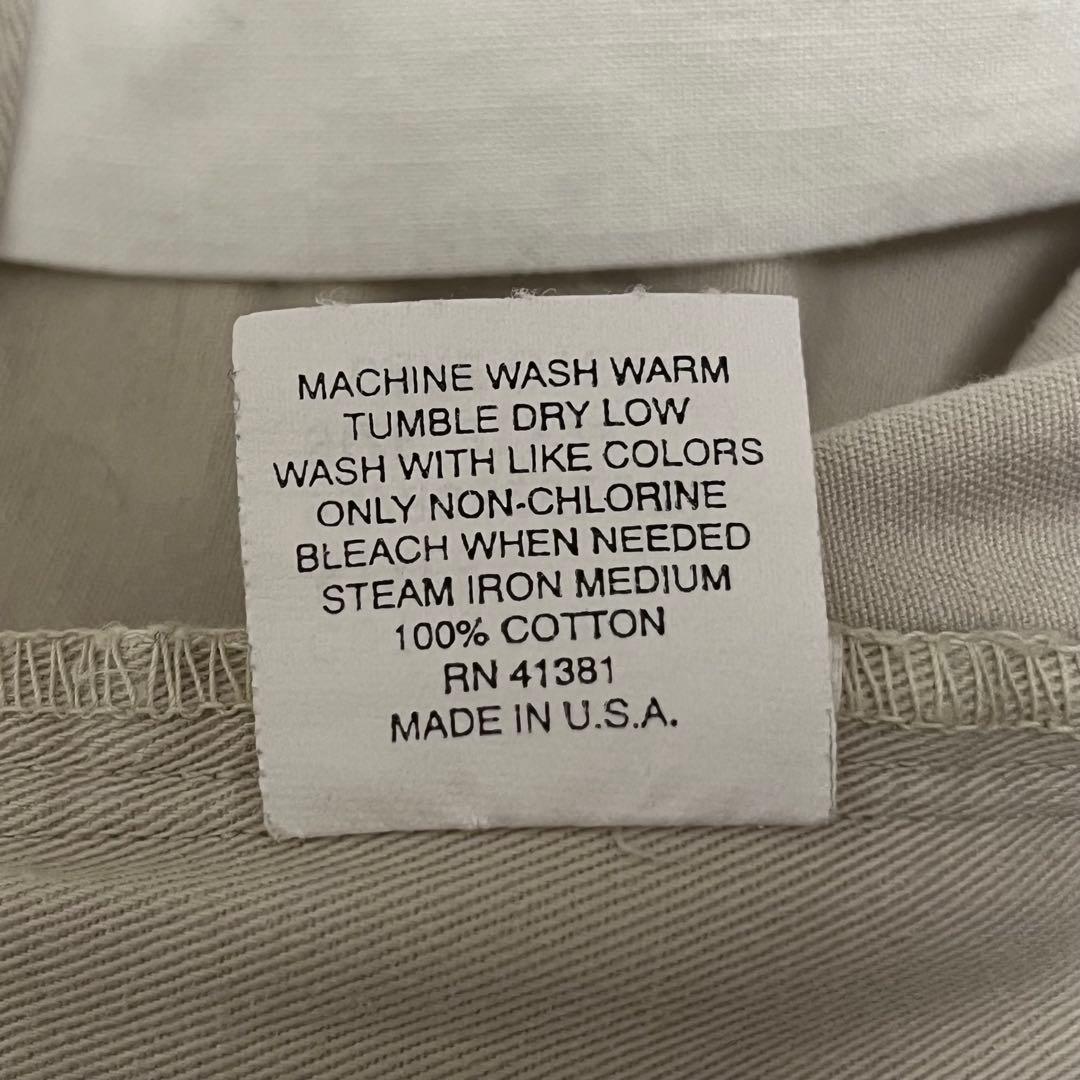 MACHINE WASH WARM
TUMBLE DRY LOW
WASH WITH LIKE COLORS
ONLY NON-CHLORINE
BLEACH WHEN NEEDED
STEAM IRON MEDIUM
100% COTTON
RN 41381
MADE IN U.S.A.